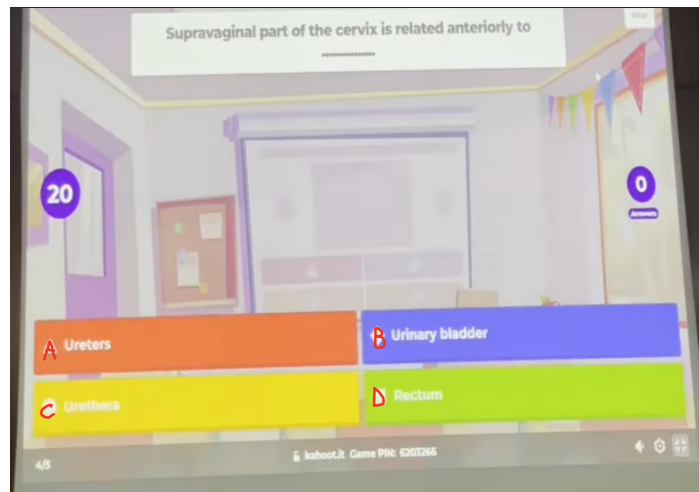 Supravaginal part of the cervix is related anteriorly to
................
Skip
20
0
Answers
A Ureters
B Urinary bladder
C Urethera
D Rectum
4/5
kahoot.it Game PIN: 6203266